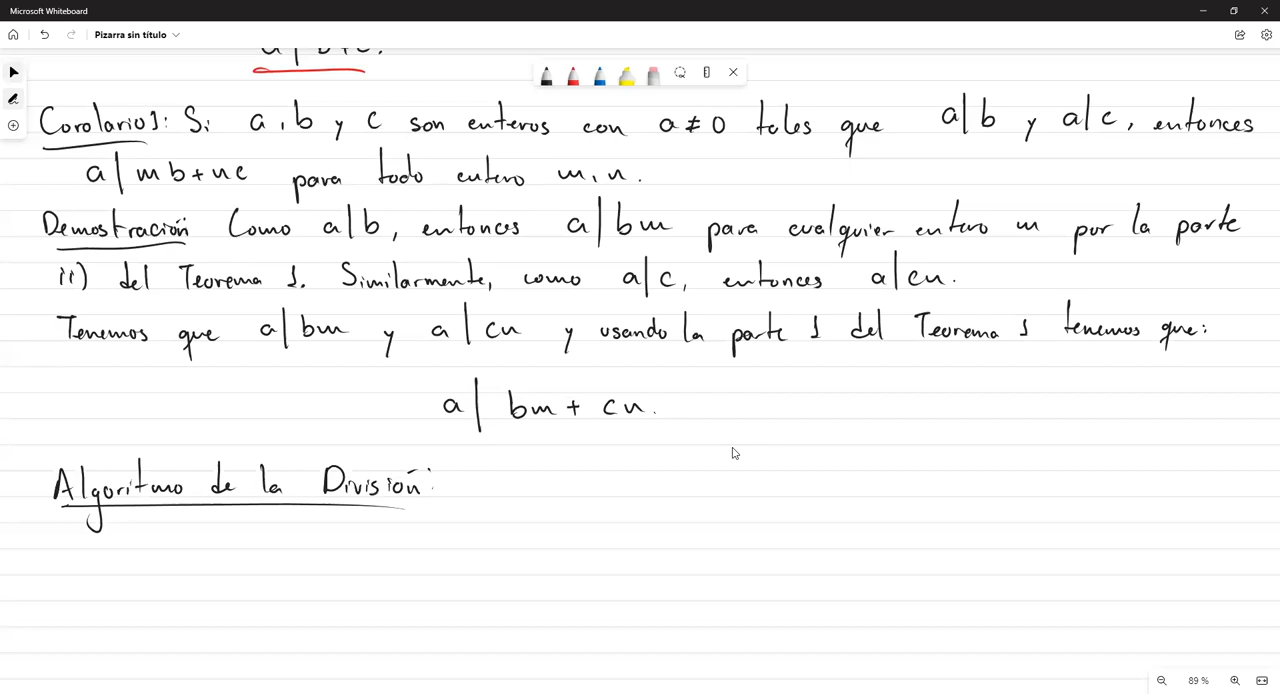 Microsoft Whiteboard
Pizarra sin título
a | b+c.
Corolario 1: Si a, b y c son enteros con a ≠ 0 tales que a|b y a|c, entonces
a | mb+nc para todo entero m, n.
Demostración Como a|b, entonces a|bm para cualquier entero m por la parte
ii) del Teorema 1. Similarmente, como a|c, entonces a|cn.
Tenemos que a|bm y a|cn y usando la parte 1 del Teorema 1 tenemos que:
a| bm + cn.
Algoritmo de la División:
89 %